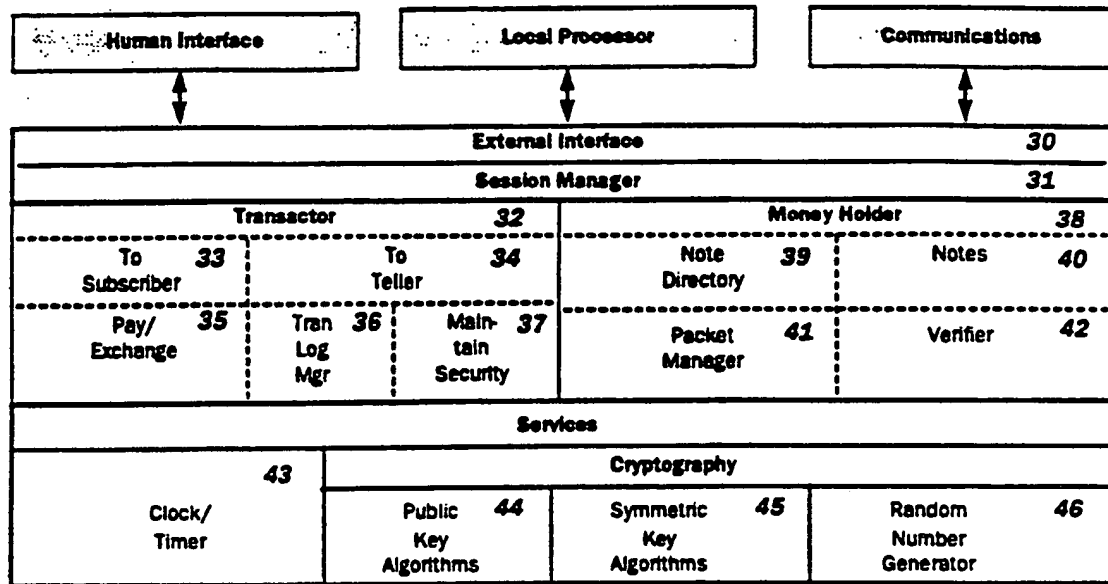 Human Interface
Local Processor
Communications
External Interface 30
Session Manager 31
Transactor 32
Money Holder 38
To 33
Subscriber
To 34
Teller
Note 39
Directory
Notes 40
Pay/ 35
Exchange
Tran 36
Log
Mgr
Main- 37
tain
Security
Packet 41
Manager
Verifier 42
Services
43
Clock/
Timer
Cryptography
Public 44
Key
Algorithms
Symmetric 45
Key
Algorithms
Random 46
Number
Generator